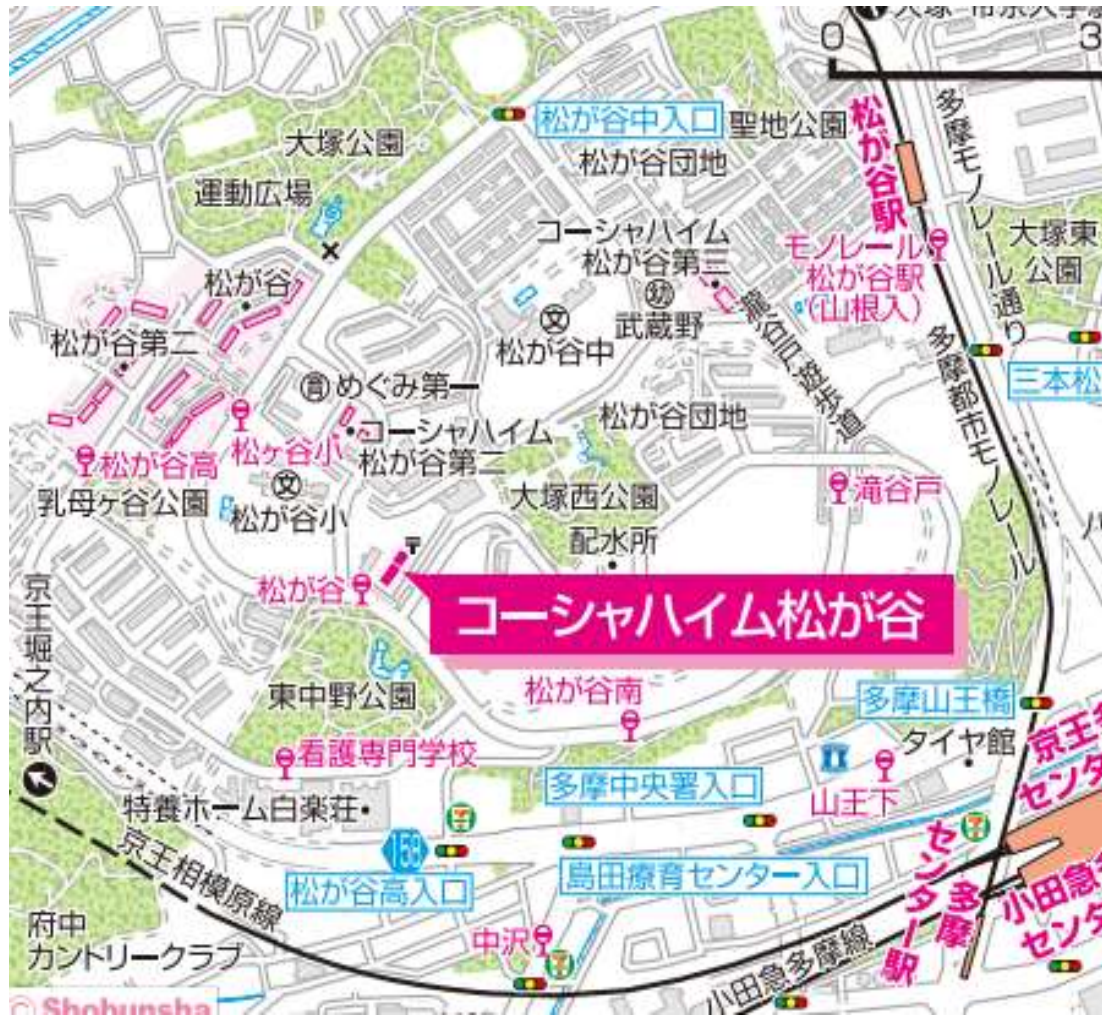 大塚・帝京大学
0
3
松が谷中入口
聖地公園
松が谷駅
多摩モノレール通り
大塚公園
松が谷団地
運動広場
コーシャハイム
松が谷第三
モノレール
松が谷駅
(山根入)
大塚東
公園
松が谷
幼
武蔵野
文
松が谷中
松が谷第二
瀧谷戸遊歩道
多摩都市モノレール
三本松
育 めぐみ第一
松が谷団地
コーシャハイム
松が谷第二
松ヶ谷小
松が谷高
文
松が谷小
乳母ヶ谷公園
大塚西公園
滝谷戸
配水所
〒
松が谷
コーシャハイム松が谷
京王堀之内駅
東中野公園
松が谷南
多摩山王橋
タイヤ館
京王多
センタ
看護専門学校
多摩中央署入口
山王下
特養ホーム白楽荘
158
松が谷高入口
島田療育センター入口
多摩
センター駅
小田急多
センタ
京王相模原線
府中
カントリークラブ
中沢
小田急多摩線
© Shobunsha